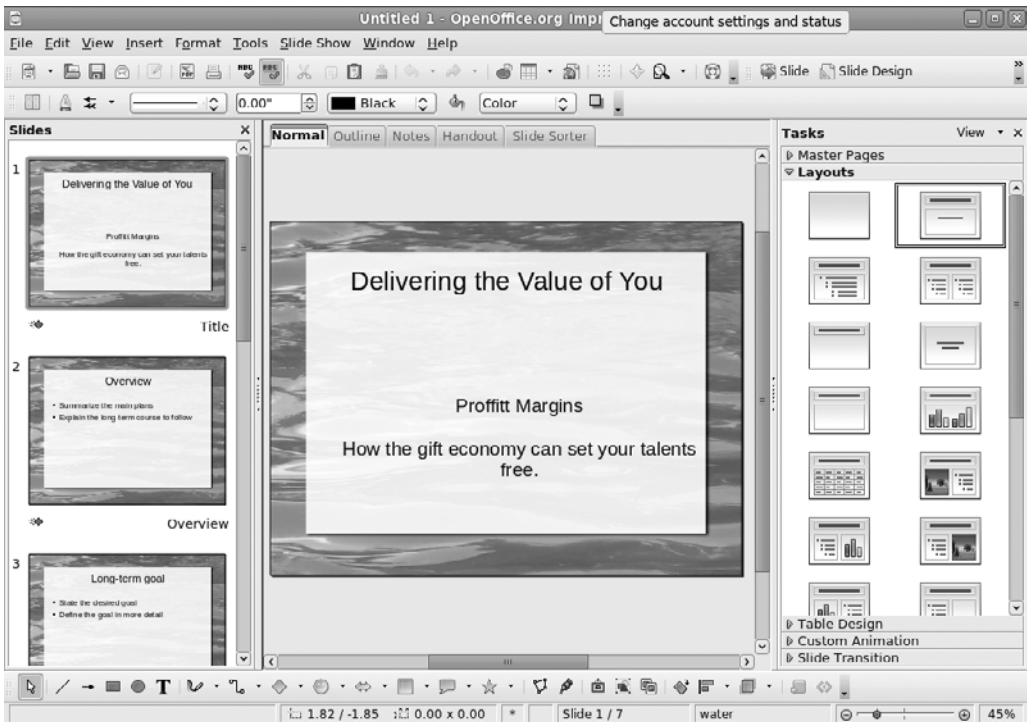 Untitled 1 - OpenOffice.org Impr
Change account settings and status
File Edit View Insert Format Tools Slide Show Window Help
Slide Slide Design
0.00" Black Color
Slides
Normal Outline Notes Handout Slide Sorter
Tasks View
Master Pages
Layouts
1
Delivering the Value of You
Proffitt Margins
How the gift economy can set your talents
free.
Title
2
Overview
Summarize the main plans
Explain the long term course to follow
Overview
3
Long-term goal
State the desired goal
Define the goal in more detail
Delivering the Value of You
Proffitt Margins
How the gift economy can set your talents
free.
Table Design
Custom Animation
Slide Transition
1.82 / -1.85 0.00 x 0.00 * Slide 1 / 7 water 45%